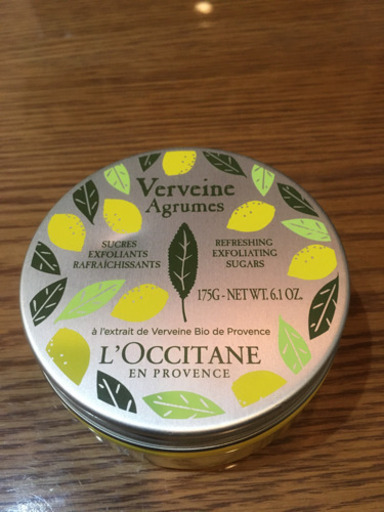 Verveine
Agrumes
SUCRES
EXFOLIANTS
RAFRAÎCHISSANTS
REFRESHING
EXFOLIATING
SUGARS
175G - NET WT. 6.1 OZ.
à l'extrait de Verveine Bio de Provence
L'OCCITANE
EN PROVENCE